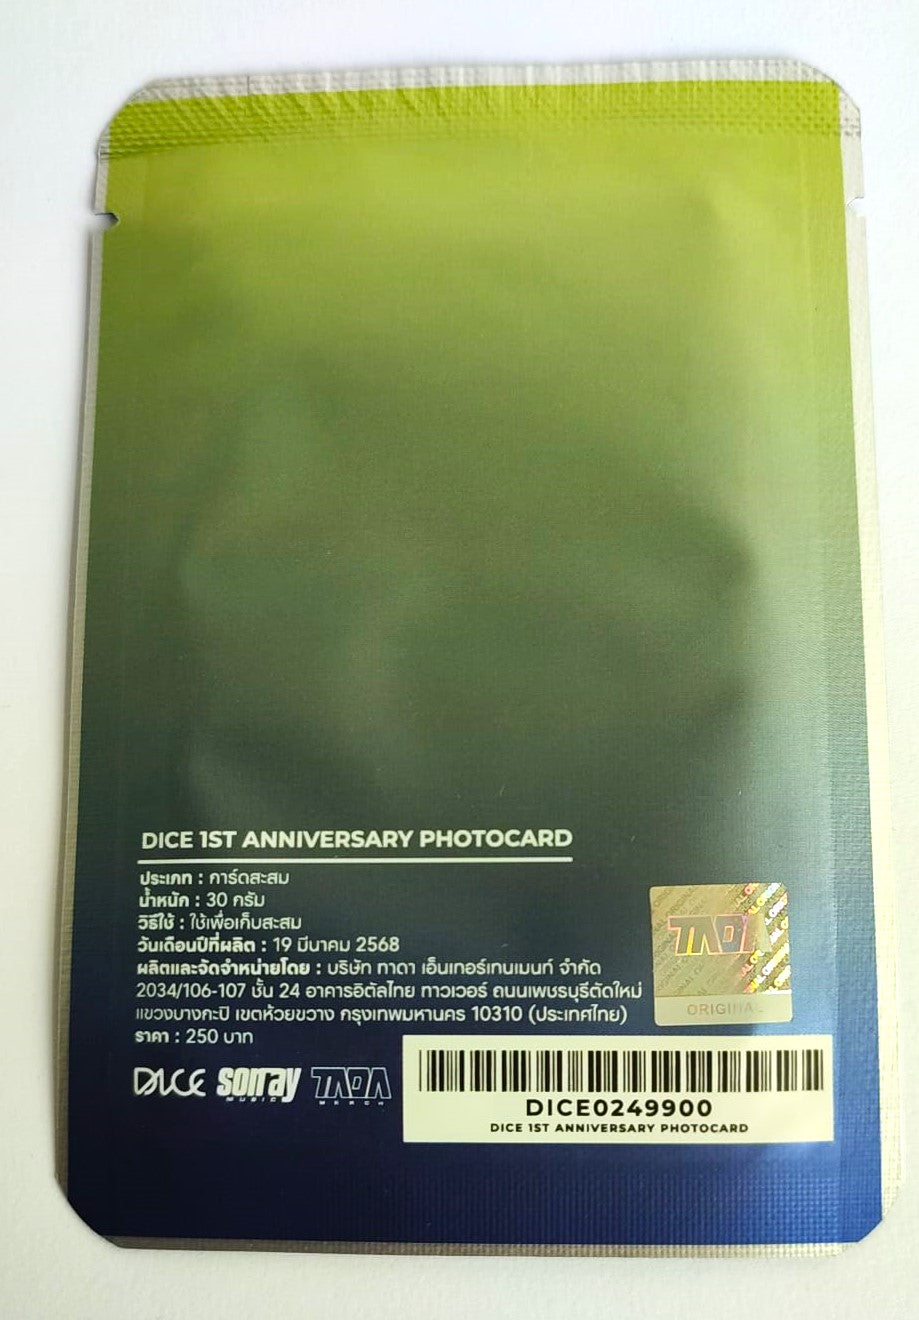 DICE 1ST ANNIVERSARY PHOTOCARD
ประเภท : การ์ดสะสม
น้ำหนัก : 30 กรัม
วิธีใช้ : ใช้เพื่อเก็บสะสม
วันเดือนปีที่ผลิต : 19 มีนาคม 2568
ผลิตและจัดจำหน่ายโดย : บริษัท ทาดา เอ็นเทอร์เทนเมนท์ จำกัด
2034/106-107 ชั้น 24 อาคารอิตัลไทย ทาวเวอร์ ถนนเพชรบุรีตัดใหม่
แขวงบางกะปิ เขตห้วยขวาง กรุงเทพมหานคร 10310 (ประเทศไทย)
ราคา : 250 บาท
TADA
ORIGINAL
DICE sonray MUSIC TADA MERCH
DICE0249900
DICE 1ST ANNIVERSARY PHOTOCARD